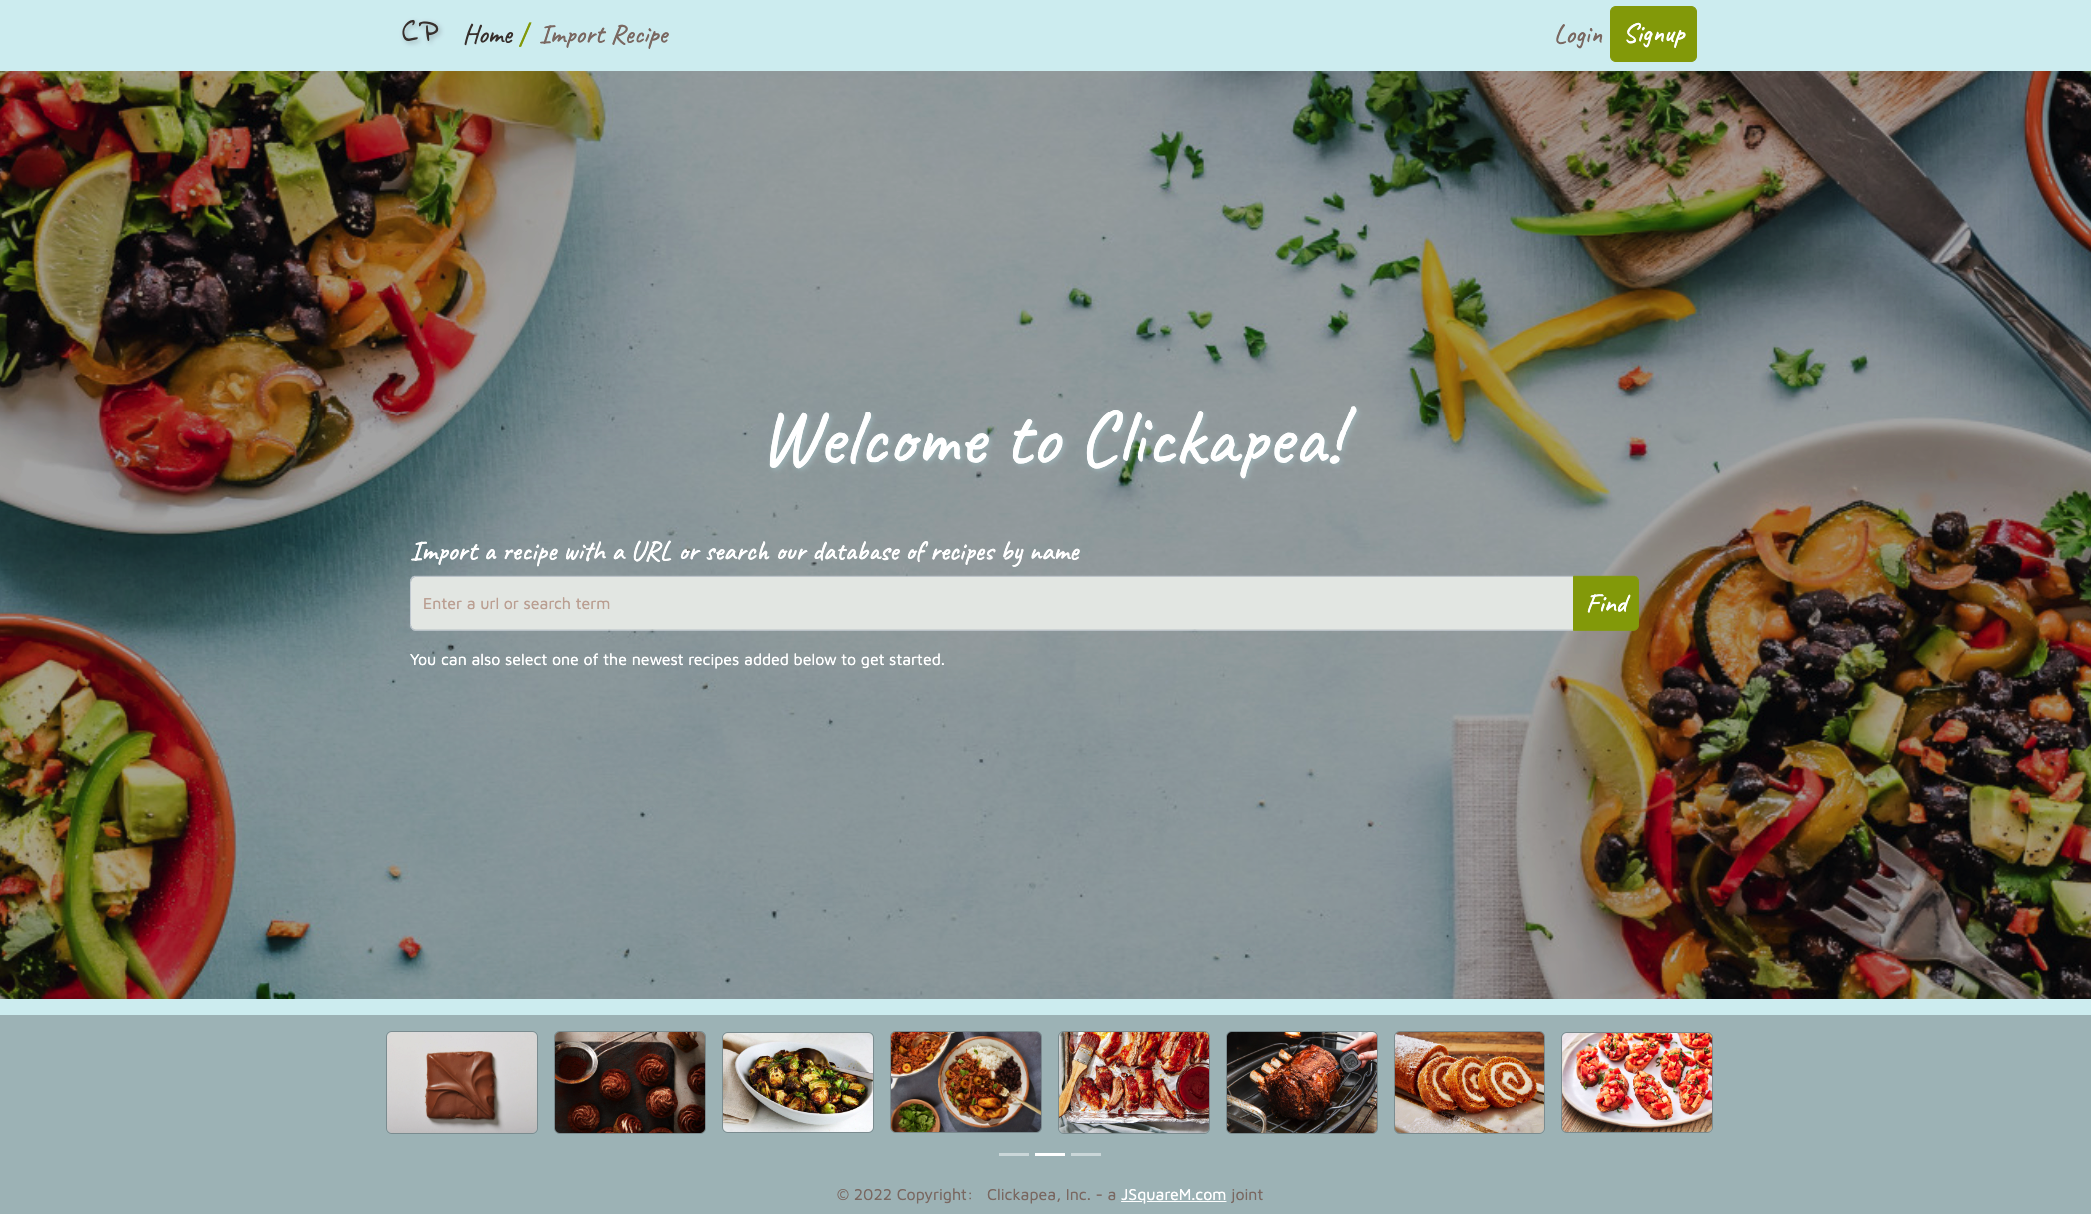 CP Home / Import Recipe Login Signup
Welcome to Clickapea!
Import a recipe with a URL or search our database of recipes by name
Enter a url or search term Find
You can also select one of the newest recipes added below to get started.
© 2022 Copyright: Clickapea, Inc. - a JSquareM.com joint